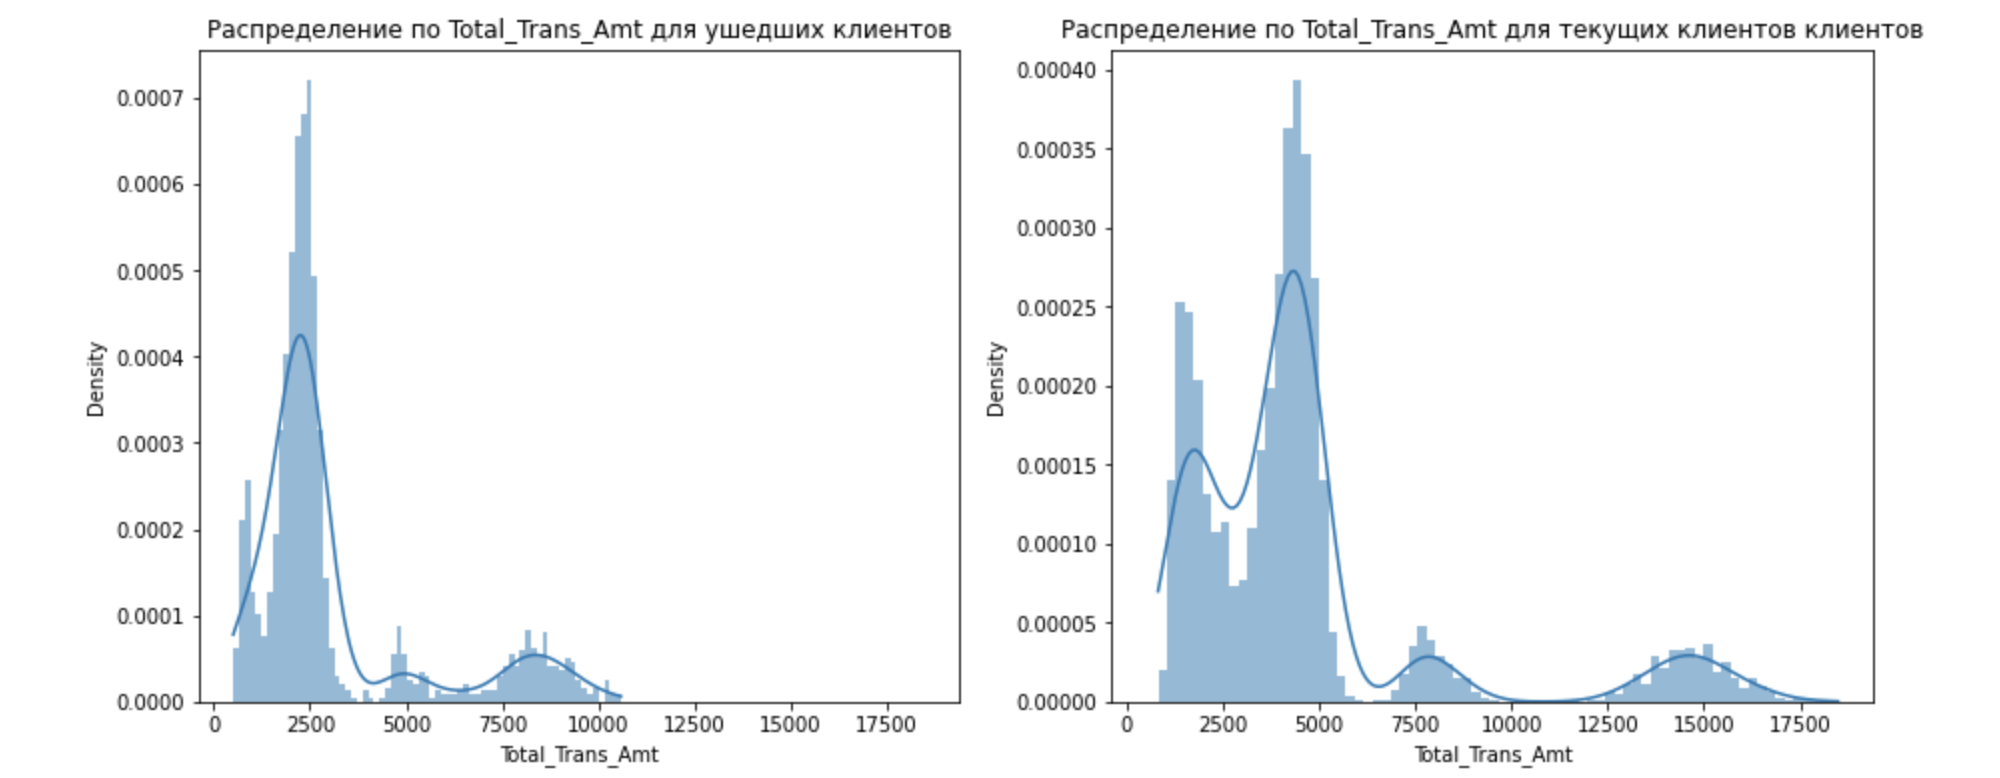 Распределение по Total_Trans_Amt для ушедших клиентов
0.0007
0.0006
0.0005
0.0004
0.0003
0.0002
0.0001
0.0000
Density
0 2500 5000 7500 10000 12500 15000 17500
Total_Trans_Amt
Распределение по Total_Trans_Amt для текущих клиентов клиентов
0.00040
0.00035
0.00030
0.00025
0.00020
0.00015
0.00010
0.00005
0.00000
Density
0 2500 5000 7500 10000 12500 15000 17500
Total_Trans_Amt